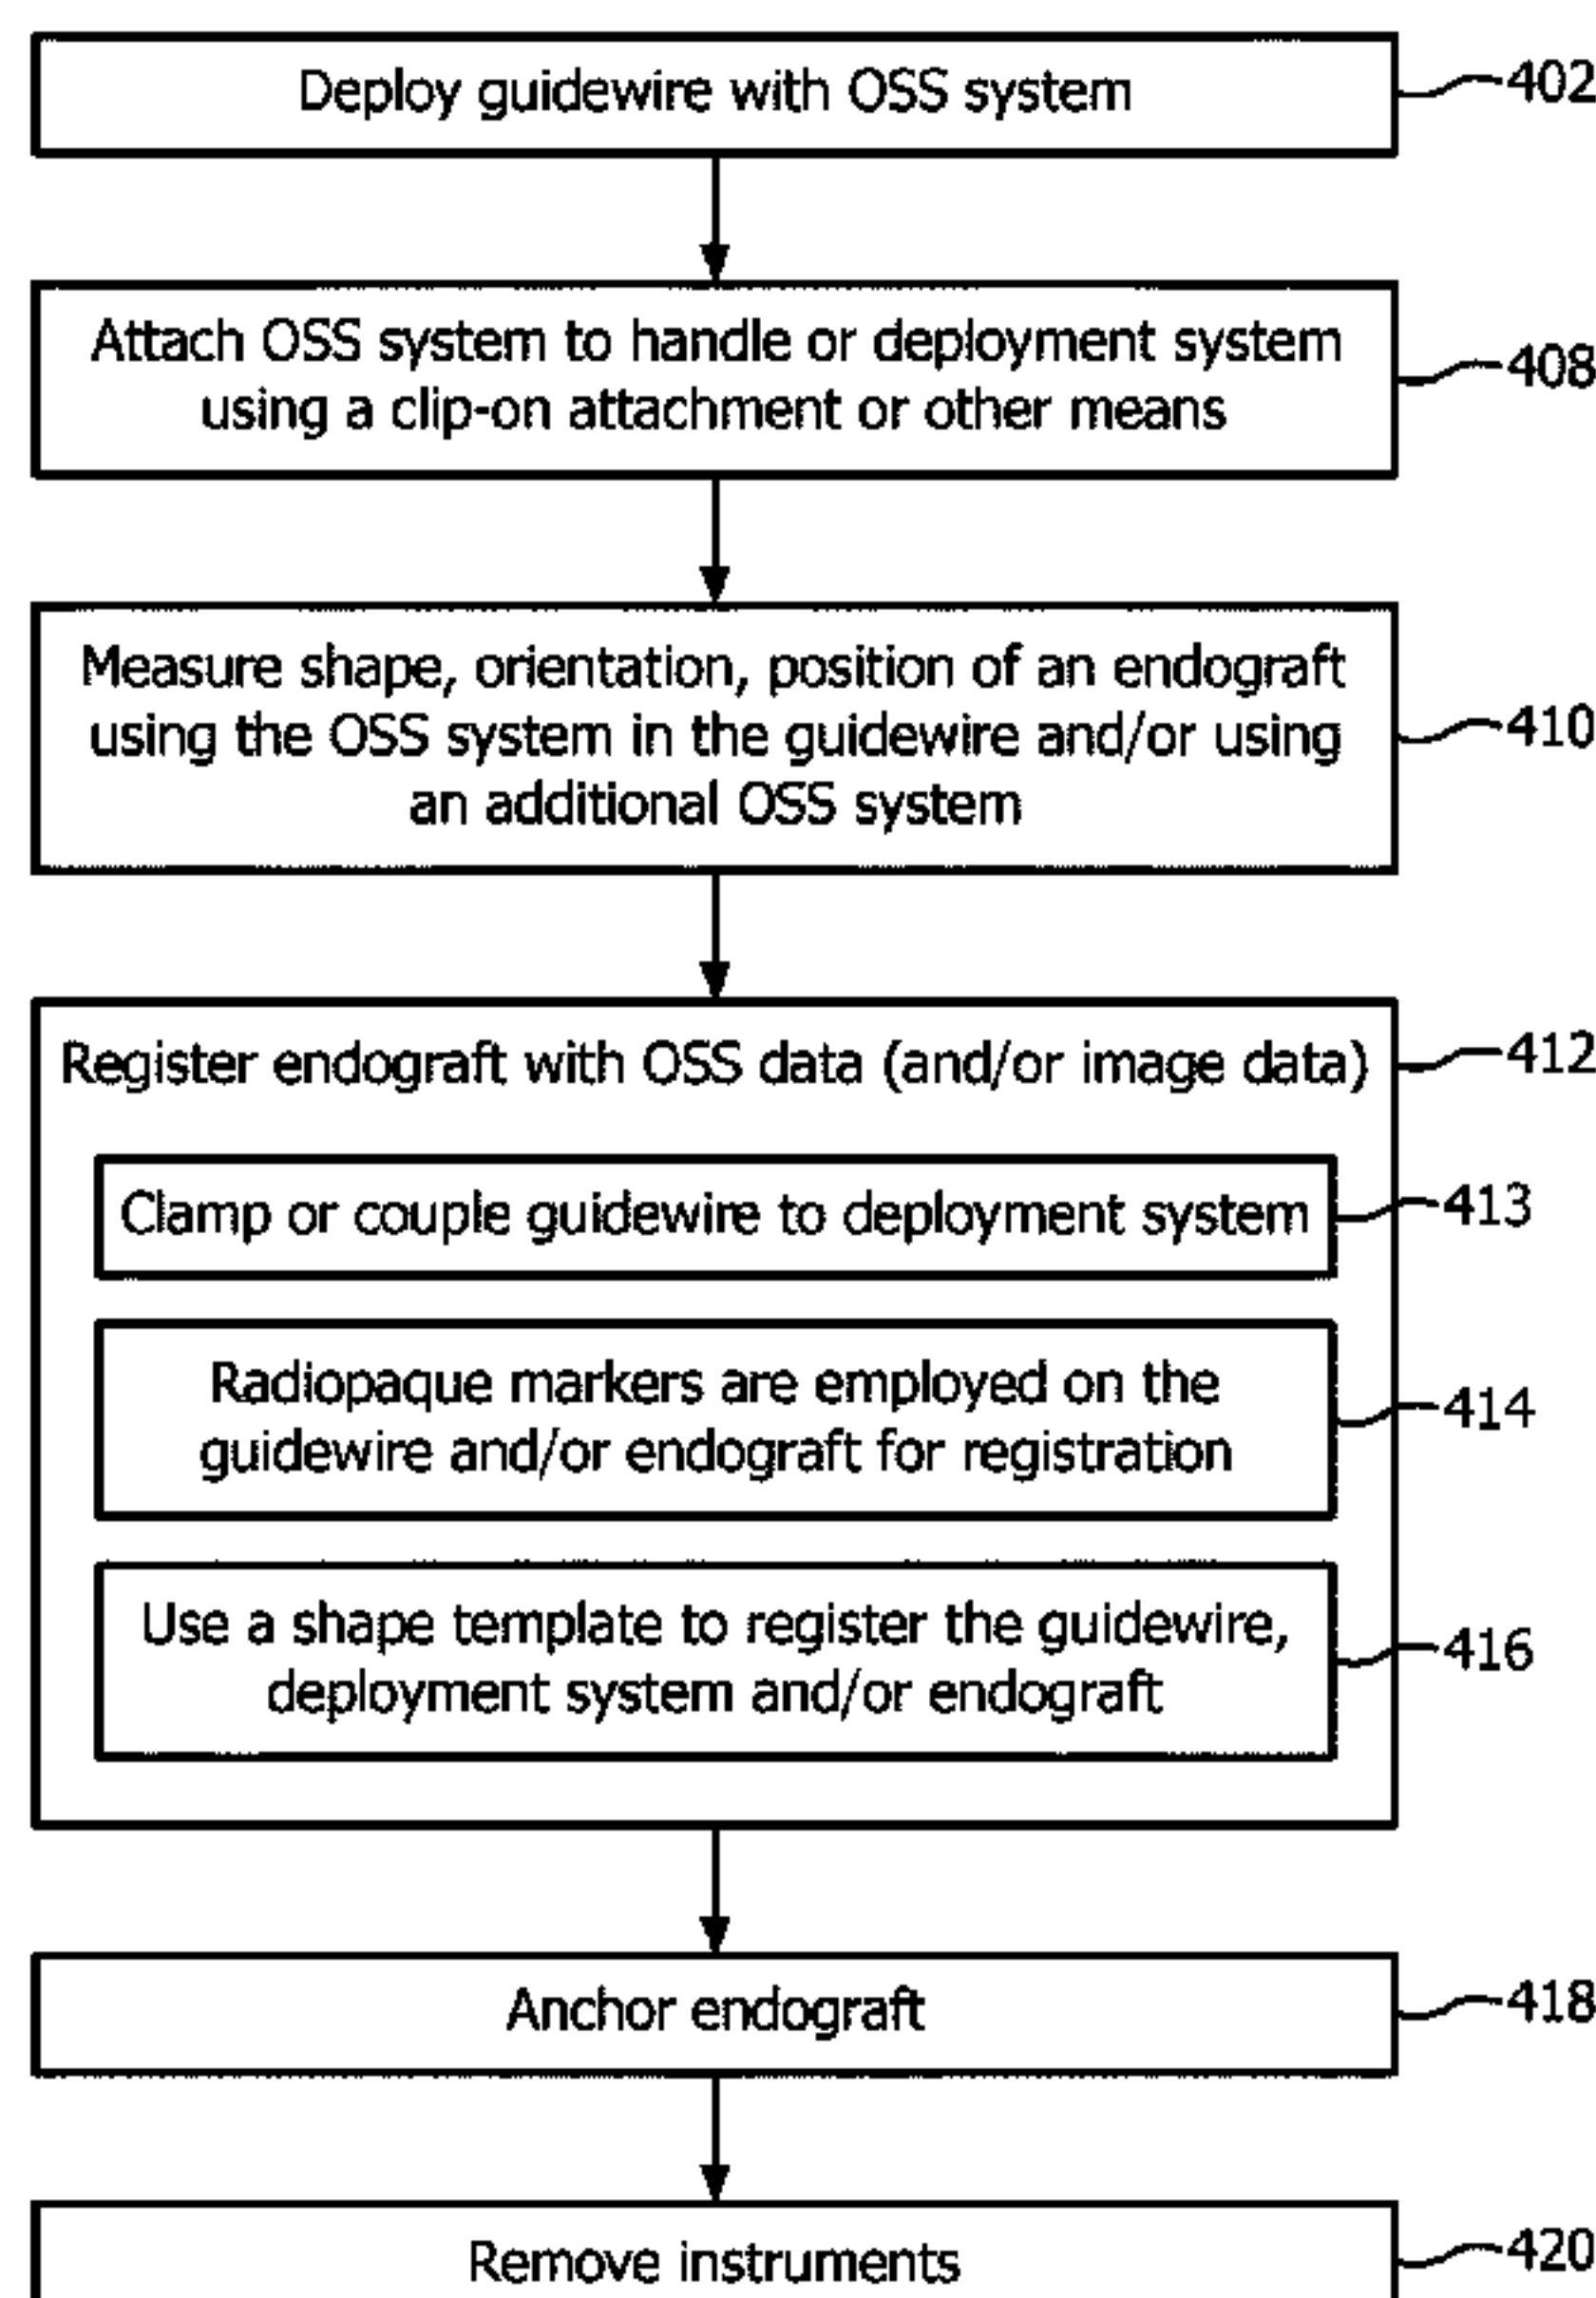 Deploy guidewire with OSS system
402
Attach OSS system to handle or deployment system
using a clip-on attachment or other means
408
Measure shape, orientation, position of an endograft
using the OSS system in the guidewire and/or using
an additional OSS system
410
Register endograft with OSS data (and/or image data)
412
Clamp or couple guidewire to deployment system
413
Radiopaque markers are employed on the
guidewire and/or endograft for registration
414
Use a shape template to register the guidewire,
deployment system and/or endograft
416
Anchor endograft
418
Remove instruments
420